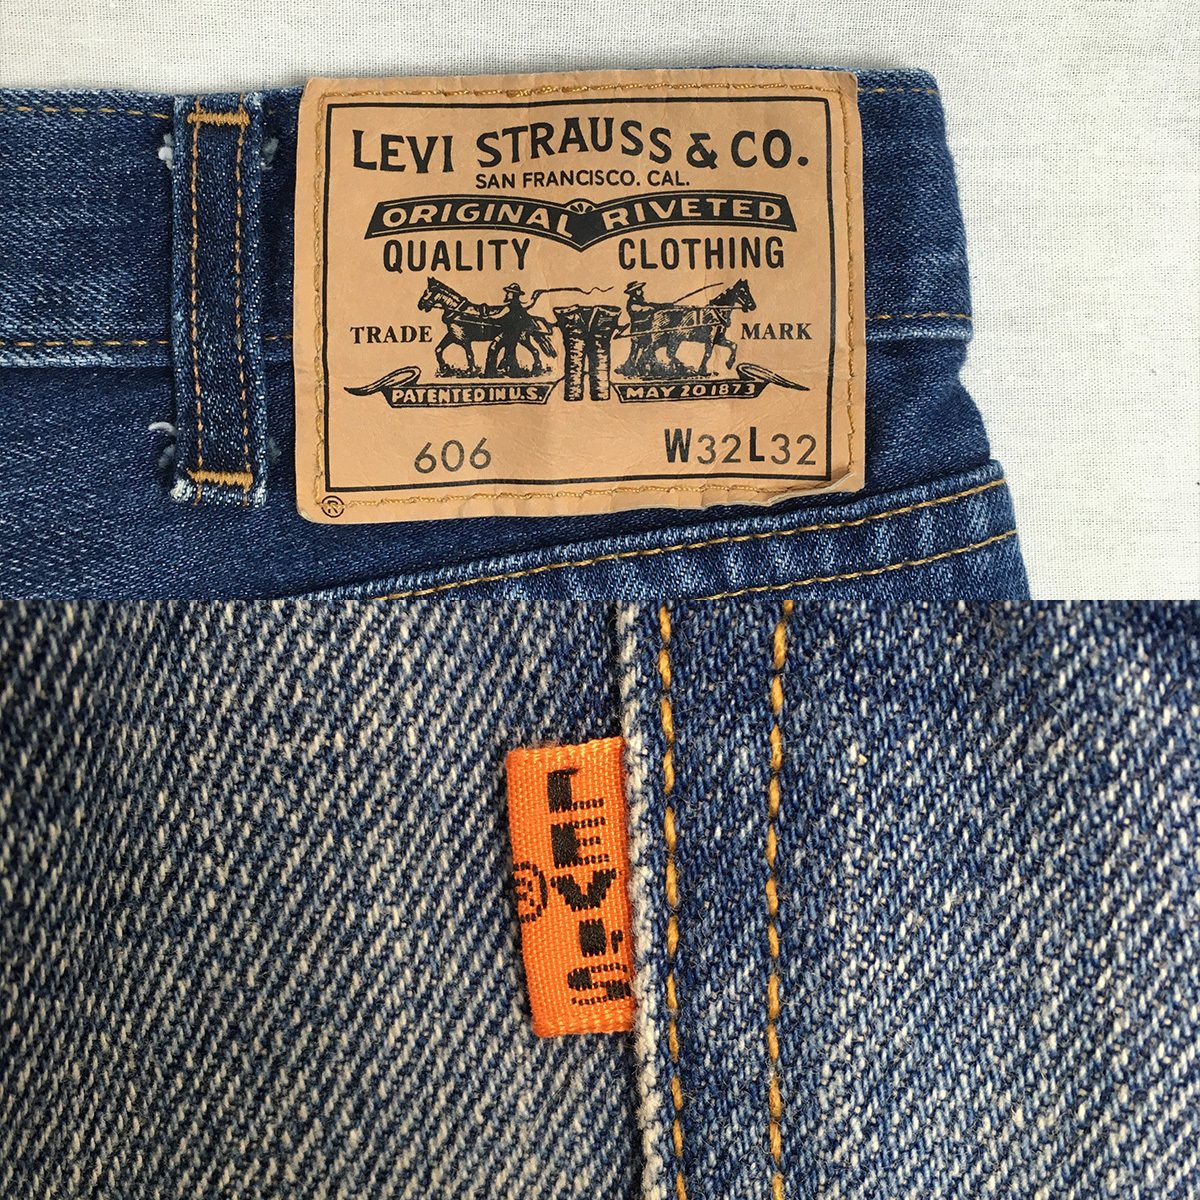 LEVI STRAUSS & CO.
SAN FRANCISCO. CAL.
ORIGINAL RIVETED
QUALITY CLOTHING
TRADE MARK
PATENTED IN U.S. MAY 20 1873
606 W32L32
®
LEVI'S
®